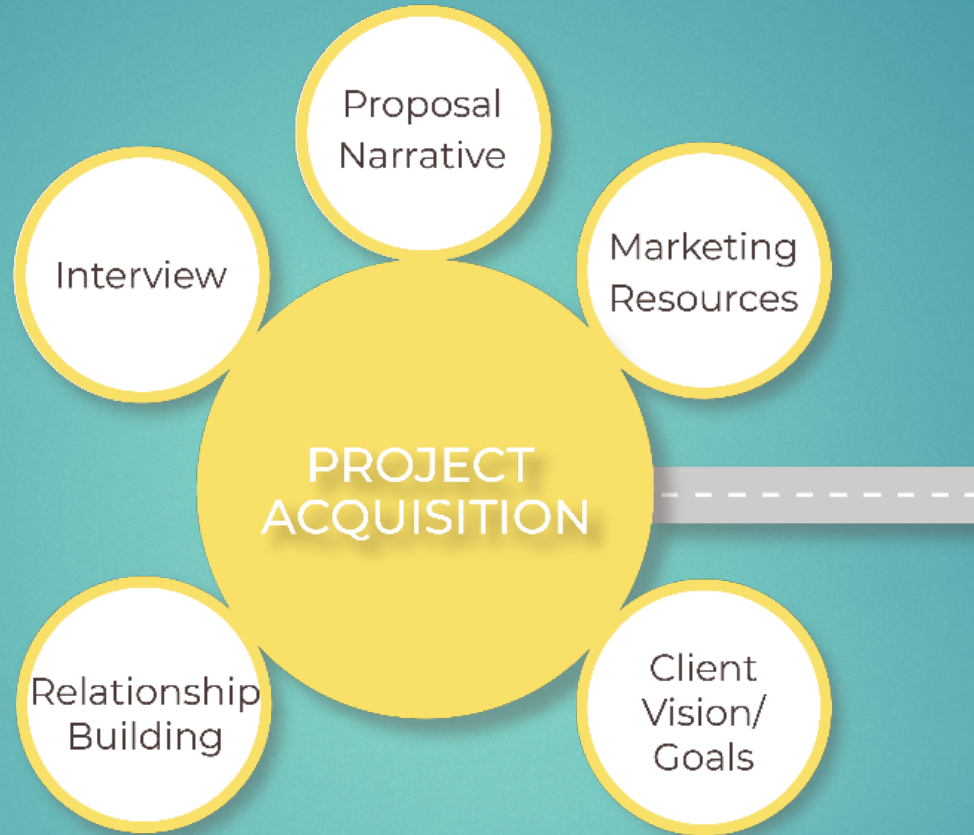 Proposal
Narrative
Interview
Marketing
Resources
PROJECT
ACQUISITION
Relationship
Building
Client
Vision/
Goals